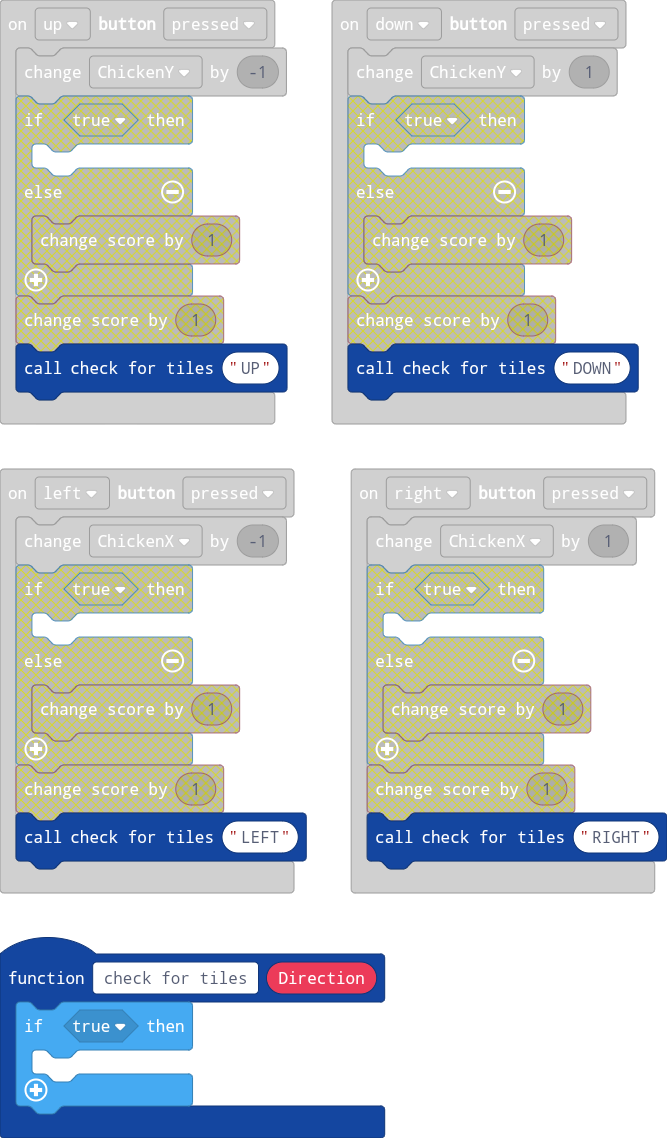 on up button pressed
change ChickenY by -1
if true then
else
change score by 1
change score by 1
call check for tiles "UP"
on down button pressed
change ChickenY by 1
if true then
else
change score by 1
change score by 1
call check for tiles "DOWN"
on left button pressed
change ChickenX by -1
if true then
else
change score by 1
change score by 1
call check for tiles "LEFT"
on right button pressed
change ChickenX by 1
if true then
else
change score by 1
change score by 1
call check for tiles "RIGHT"
function check for tiles Direction
if true then